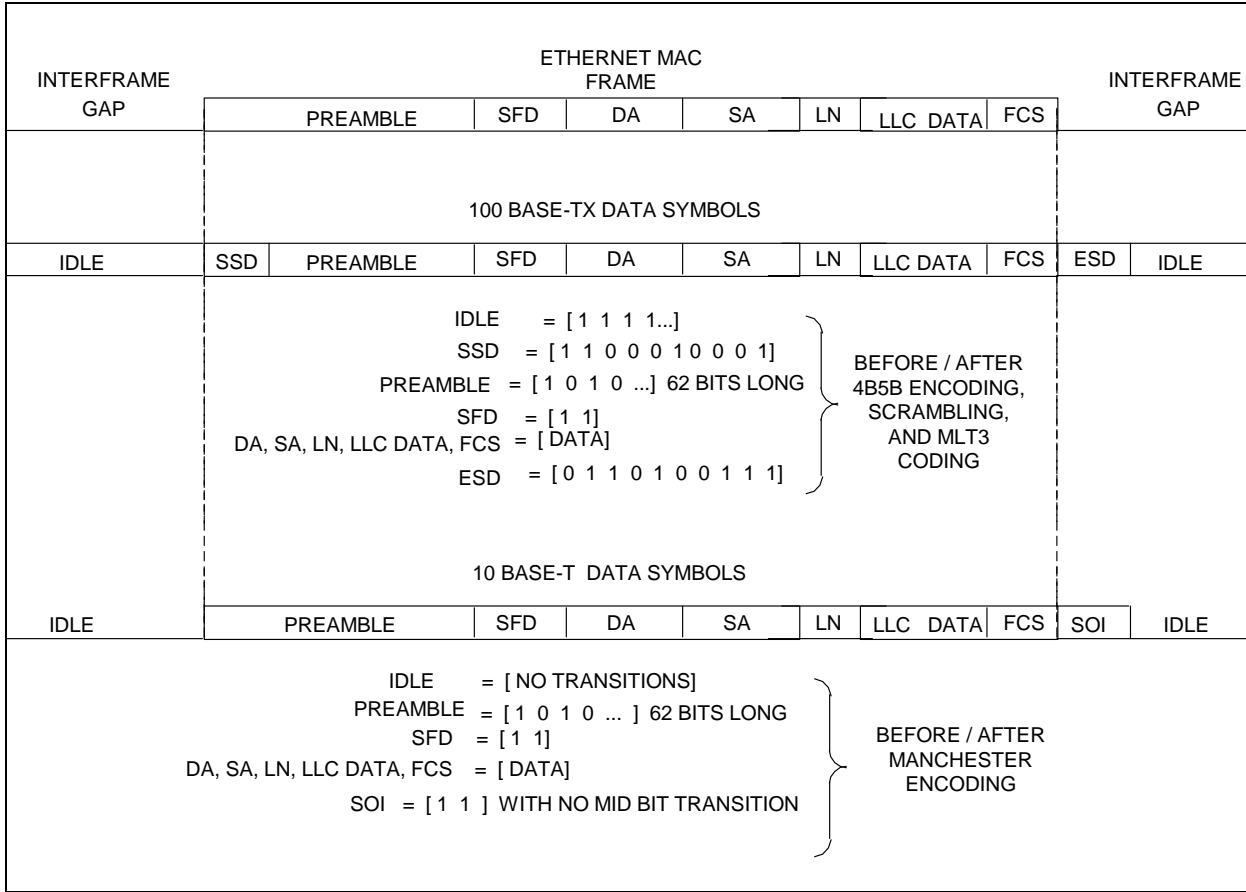 ETHERNET MAC
FRAME
INTERFRAME
GAP
INTERFRAME
GAP
PREAMBLE SFD DA SA LN LLC DATA FCS
100 BASE-TX DATA SYMBOLS
IDLE SSD PREAMBLE SFD DA SA LN LLC DATA FCS ESD IDLE
IDLE = [ 1 1 1 1...]
SSD = [ 1 1 0 0 0 1 0 0 0 1]
PREAMBLE = [1 0 1 0 ...] 62 BITS LONG
SFD = [ 1 1]
DA, SA, LN, LLC DATA, FCS = [ DATA]
ESD = [ 0 1 1 0 1 0 0 1 1 1]
BEFORE / AFTER
4B5B ENCODING,
SCRAMBLING,
AND MLT3
CODING
10 BASE-T DATA SYMBOLS
IDLE PREAMBLE SFD DA SA LN LLC DATA FCS SOI IDLE
IDLE = [ NO TRANSITIONS]
PREAMBLE = [ 1 0 1 0 ... ] 62 BITS LONG
SFD = [ 1 1]
DA, SA, LN, LLC DATA, FCS = [ DATA]
SOI = [ 1 1 ] WITH NO MID BIT TRANSITION
BEFORE / AFTER
MANCHESTER
ENCODING